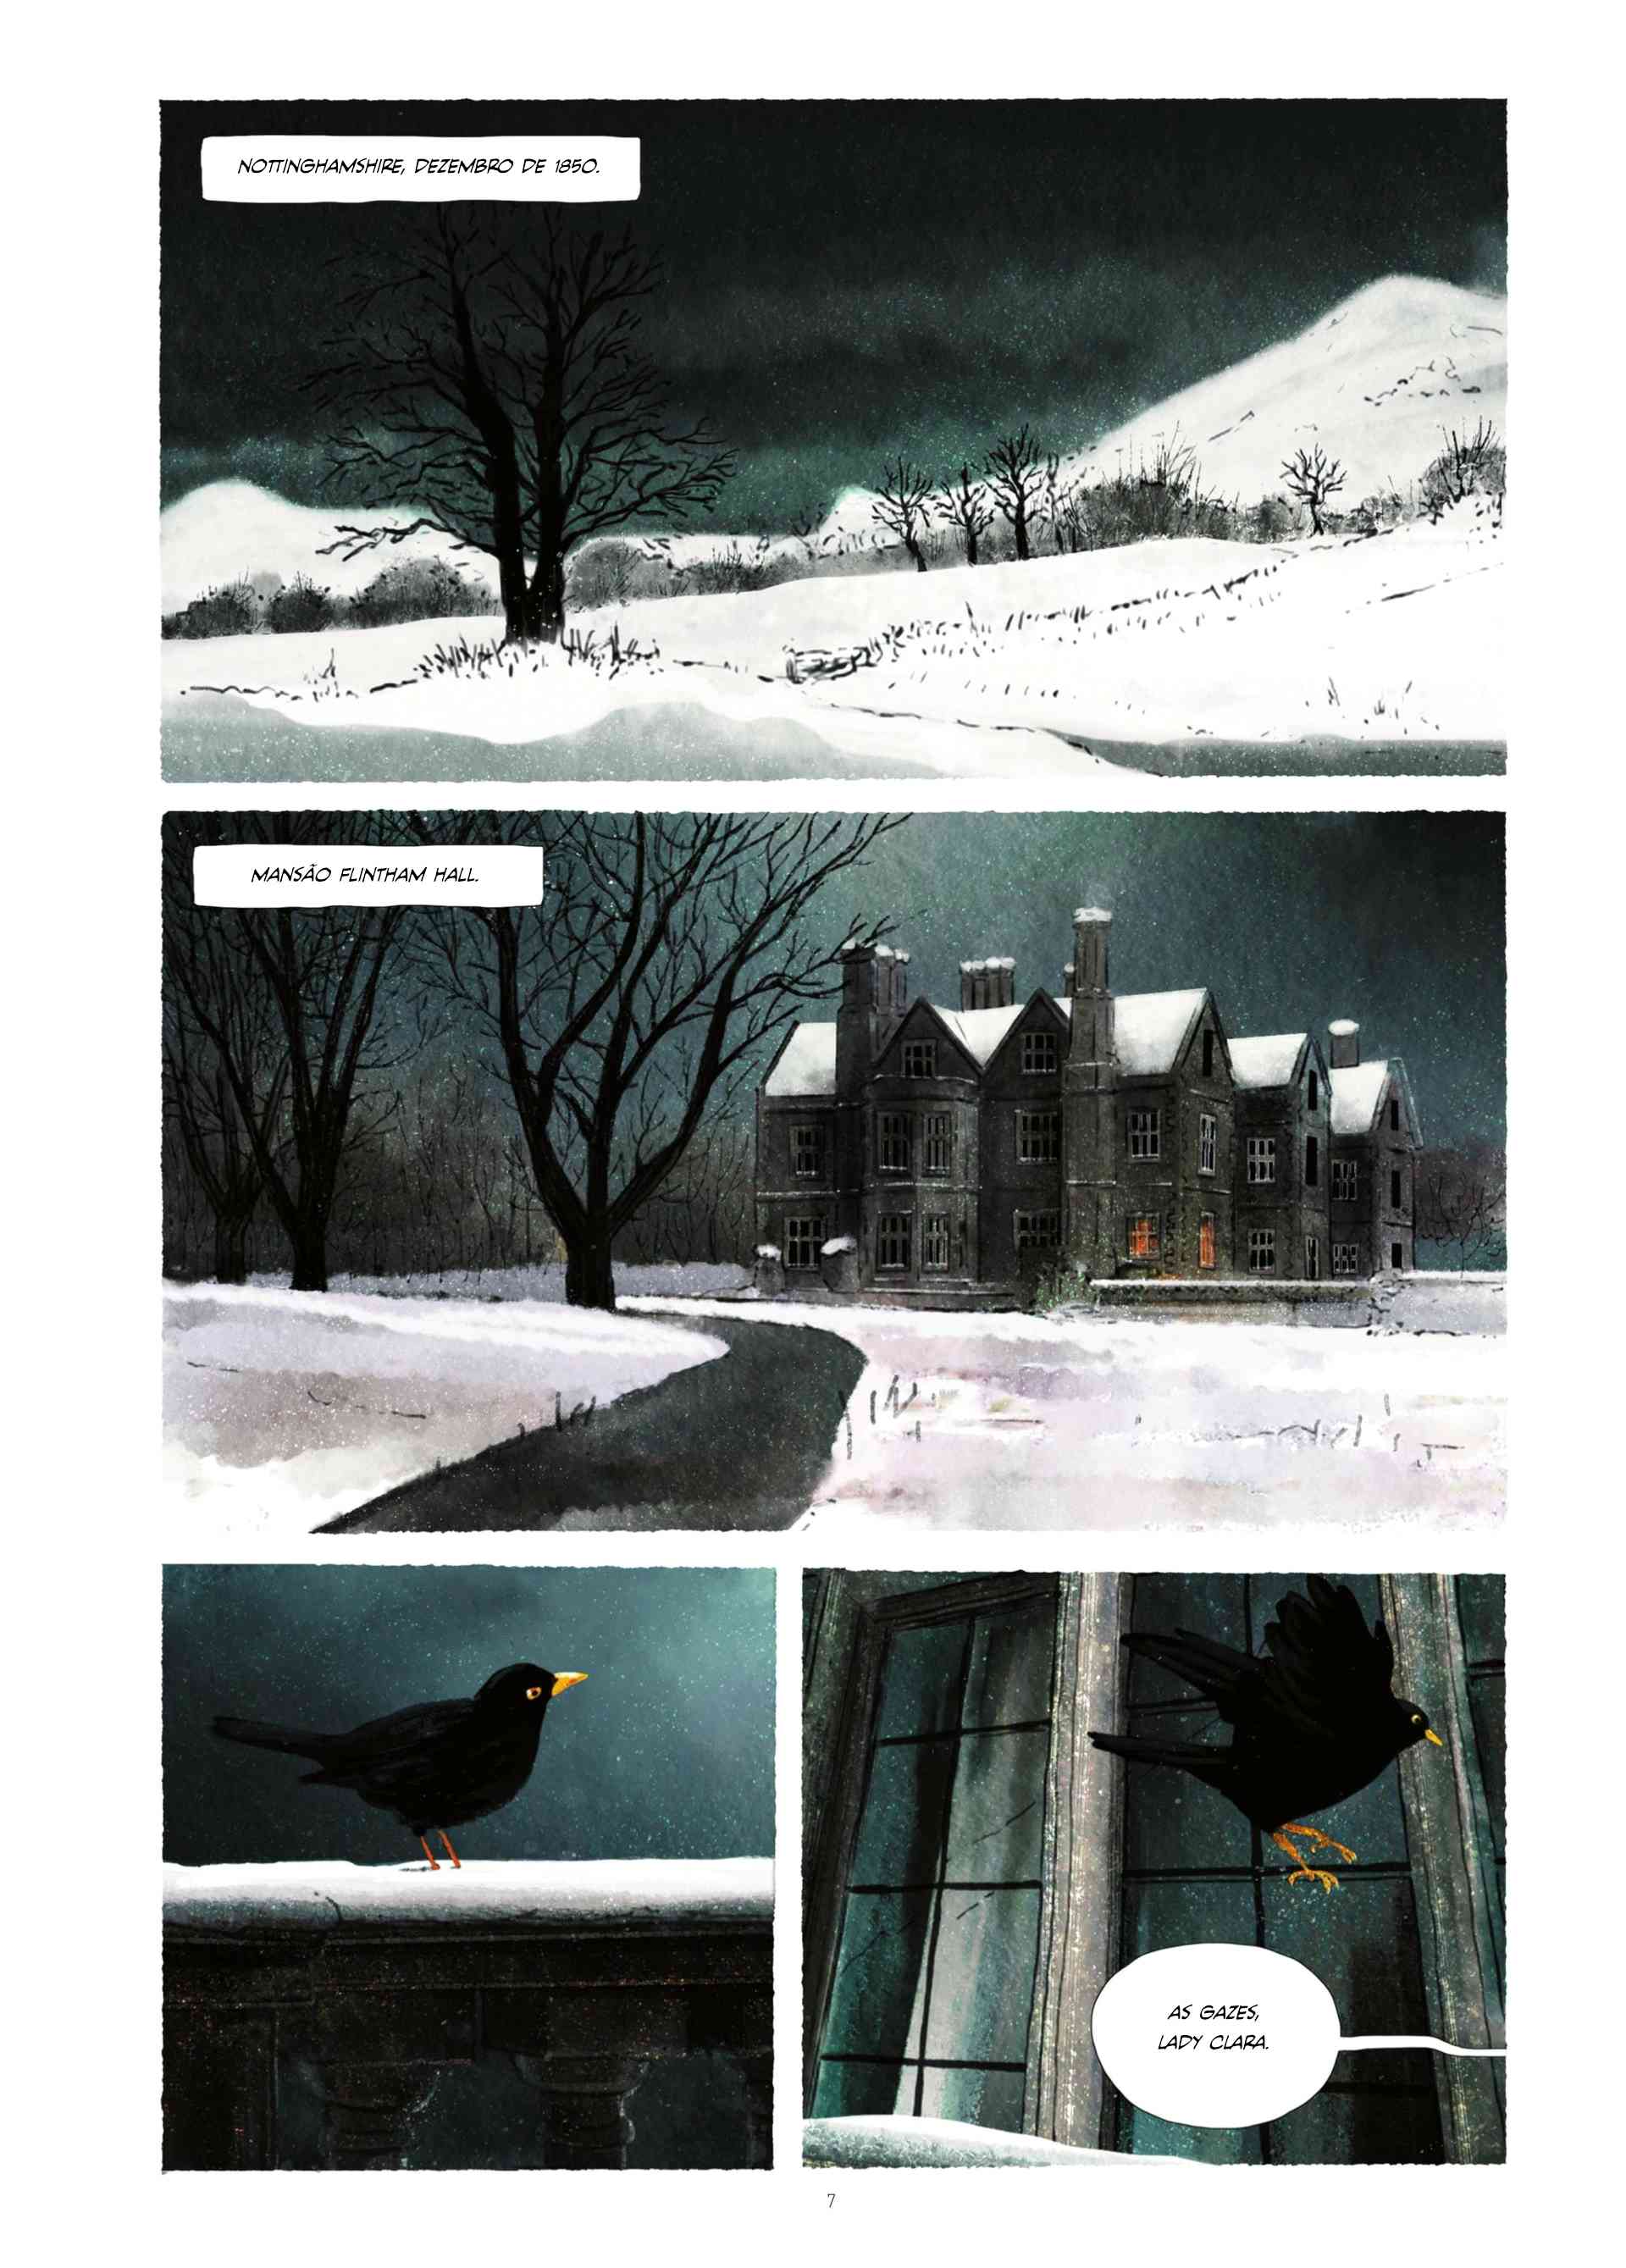 NOTTINGHAMSHIRE, DEZEMBRO DE 1850.
MANSÃO FLINTHAM HALL.
AS GAZES,
LADY CLARA.
7